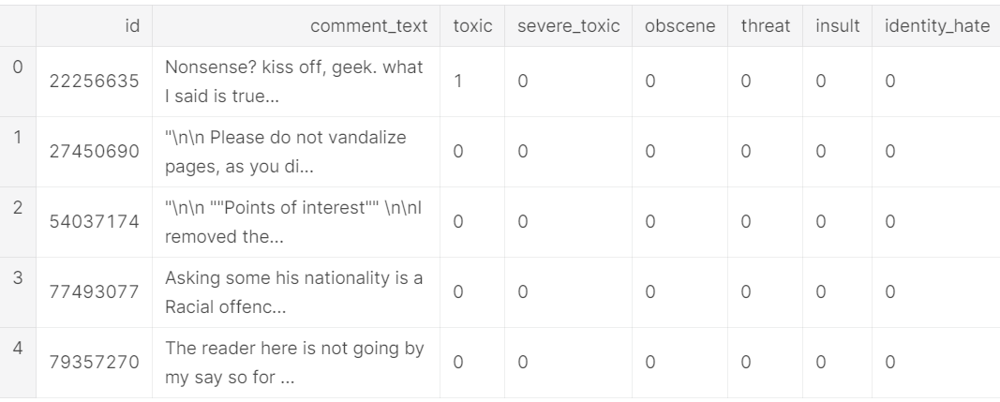 id comment_text toxic severe_toxic obscene threat insult identity_hate
0 22256635 Nonsense? kiss off, geek. what
I said is true... 1 0 0 0 0 0
1 27450690 "\n\n Please do not vandalize
pages, as you di... 0 0 0 0 0 0
2 54037174 "\n\n ""Points of interest"" \n\nI
removed the... 0 0 0 0 0 0
3 77493077 Asking some his nationality is a
Racial offenc... 0 0 0 0 0 0
4 79357270 The reader here is not going by
my say so for ... 0 0 0 0 0 0